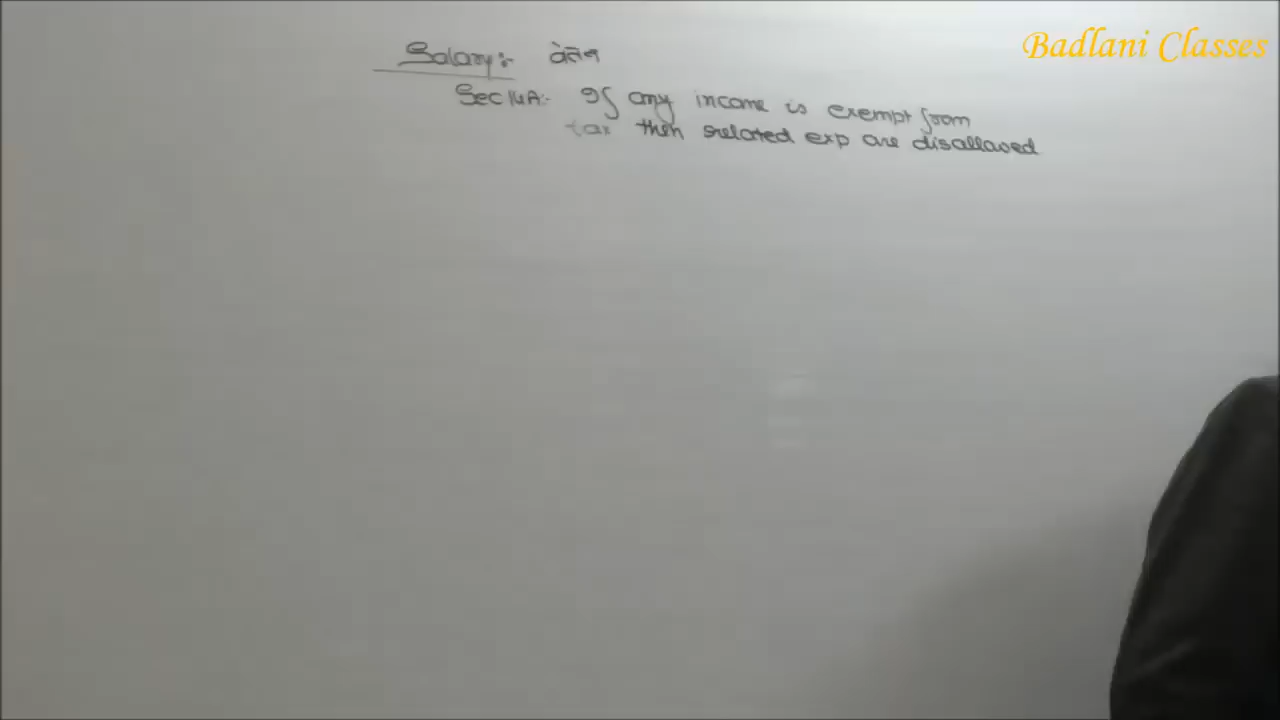 Badlani Classes
Salary:- वेतन
Sec 14A:- If any income is exempt from
tax then related exp are disallowed